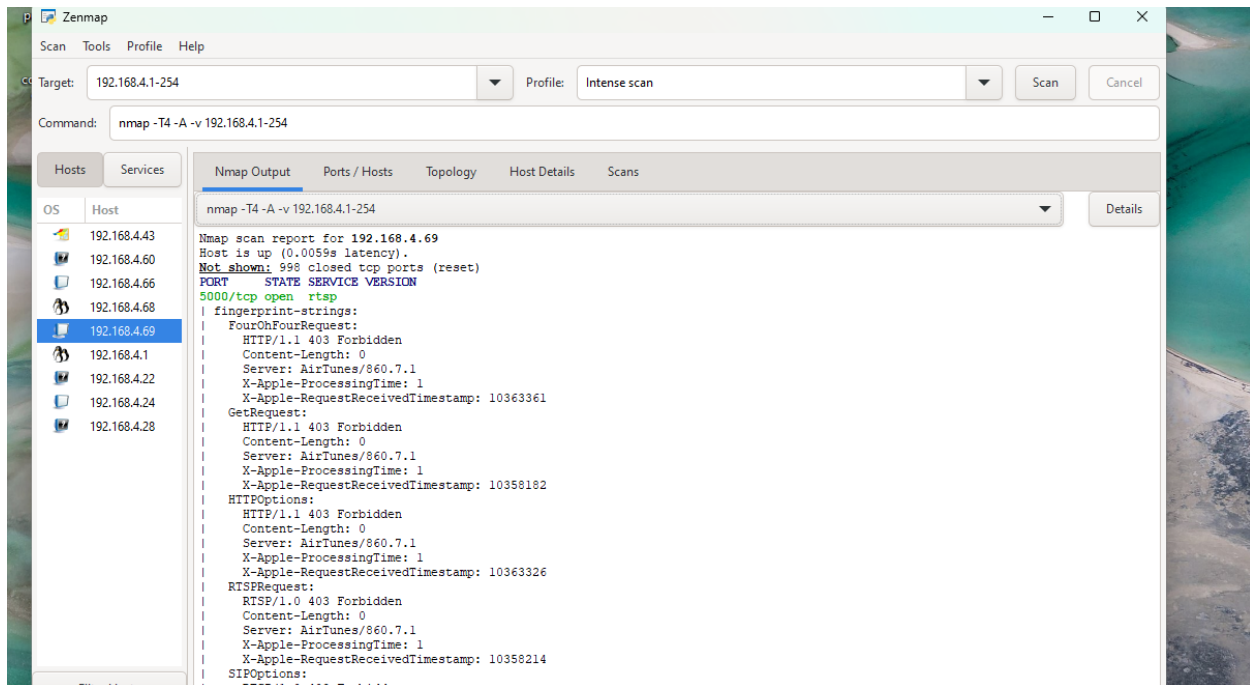 Zenmap
Scan Tools Profile Help
Target: 192.168.4.1-254 Profile: Intense scan Scan Cancel
Command: nmap -T4 -A -v 192.168.4.1-254
Hosts Services Nmap Output Ports / Hosts Topology Host Details Scans
OS Host nmap -T4 -A -v 192.168.4.1-254 Details
192.168.4.43
192.168.4.60
192.168.4.66
192.168.4.68
192.168.4.69
192.168.4.1
192.168.4.22
192.168.4.24
192.168.4.28
Nmap scan report for 192.168.4.69
Host is up (0.0059s latency).
Not shown: 998 closed tcp ports (reset)
PORT STATE SERVICE VERSION
5000/tcp open rtsp
| fingerprint-strings:
| FourOhFourRequest:
| HTTP/1.1 403 Forbidden
| Content-Length: 0
| Server: AirTunes/860.7.1
| X-Apple-ProcessingTime: 1
| X-Apple-RequestReceivedTimestamp: 10363361
| GetRequest:
| HTTP/1.1 403 Forbidden
| Content-Length: 0
| Server: AirTunes/860.7.1
| X-Apple-ProcessingTime: 1
| X-Apple-RequestReceivedTimestamp: 10358182
| HTTPOptions:
| HTTP/1.1 403 Forbidden
| Content-Length: 0
| Server: AirTunes/860.7.1
| X-Apple-ProcessingTime: 1
| X-Apple-RequestReceivedTimestamp: 10363326
| RTSPRequest:
| RTSP/1.0 403 Forbidden
| Content-Length: 0
| Server: AirTunes/860.7.1
| X-Apple-ProcessingTime: 1
| X-Apple-RequestReceivedTimestamp: 10358214
| SIPOptions: